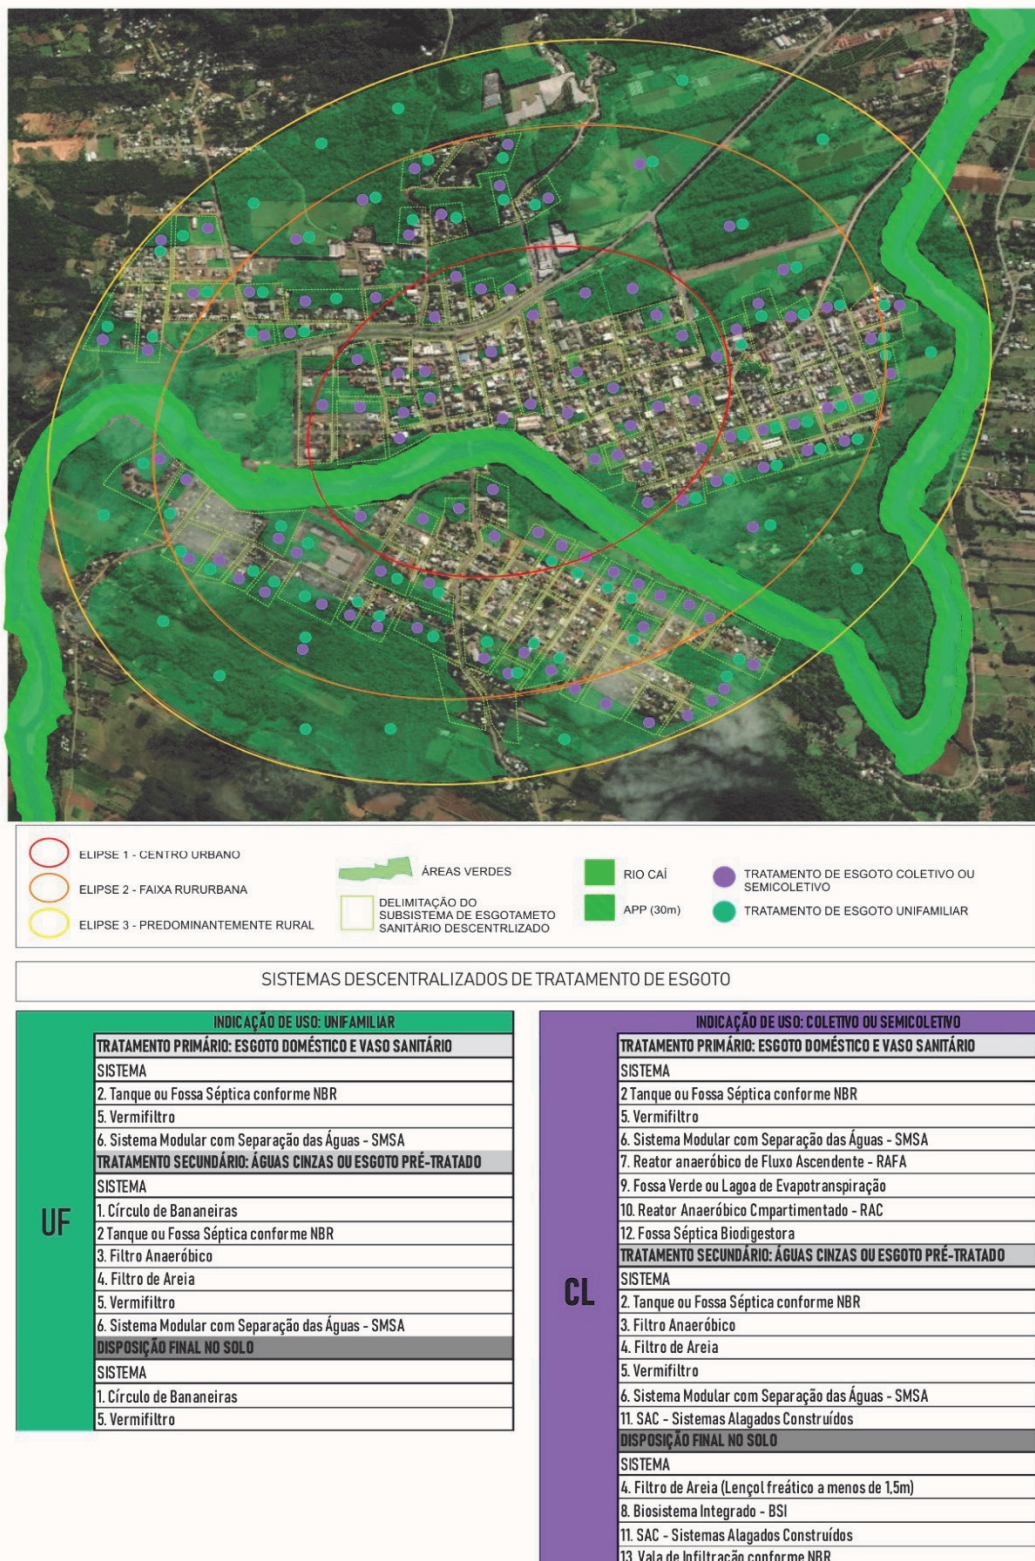 ELIPSE 1 - CENTRO URBANO
ELIPSE 2 - FAIXA RURURBANA
ELIPSE 3 - PREDOMINANTEMENTE RURAL
ÁREAS VERDES
DELIMITAÇÃO DO
SUBSISTEMA DE ESGOTAMETO
SANITÁRIO DESCENTRLIZADO
RIO CAÍ
APP (30m)
TRATAMENTO DE ESGOTO COLETIVO OU
SEMICOLETIVO
TRATAMENTO DE ESGOTO UNIFAMILIAR
SISTEMAS DESCENTRALIZADOS DE TRATAMENTO DE ESGOTO
UF
INDICAÇÃO DE USO: UNIFAMILIAR
TRATAMENTO PRIMÁRIO: ESGOTO DOMÉSTICO E VASO SANITÁRIO
SISTEMA
2. Tanque ou Fossa Séptica conforme NBR
5. Vermifiltro
6. Sistema Modular com Separação das Águas - SMSA
TRATAMENTO SECUNDÁRIO: ÁGUAS CINZAS OU ESGOTO PRÉ-TRATADO
SISTEMA
1. Círculo de Bananeiras
2 Tanque ou Fossa Séptica conforme NBR
3. Filtro Anaeróbico
4. Filtro de Areia
5. Vermifiltro
6. Sistema Modular com Separação das Águas - SMSA
DISPOSIÇÃO FINAL NO SOLO
SISTEMA
1. Círculo de Bananeiras
5. Vermifiltro
CL
INDICAÇÃO DE USO: COLETIVO OU SEMICOLETIVO
TRATAMENTO PRIMÁRIO: ESGOTO DOMÉSTICO E VASO SANITÁRIO
SISTEMA
2 Tanque ou Fossa Séptica conforme NBR
5. Vermifiltro
6. Sistema Modular com Separação das Águas - SMSA
7. Reator anaeróbico de Fluxo Ascendente - RAFA
9. Fossa Verde ou Lagoa de Evapotranspiração
10. Reator Anaeróbico Cmpartimentado - RAC
12. Fossa Séptica Biodigestora
TRATAMENTO SECUNDÁRIO: ÁGUAS CINZAS OU ESGOTO PRÉ-TRATADO
SISTEMA
2. Tanque ou Fossa Séptica conforme NBR
3. Filtro Anaeróbico
4. Filtro de Areia
5. Vermifiltro
6. Sistema Modular com Separação das Águas - SMSA
11. SAC - Sistemas Alagados Construídos
DISPOSIÇÃO FINAL NO SOLO
SISTEMA
4. Filtro de Areia (Lençol freático a menos de 1,5m)
8. Biosistema Integrado - BSI
11. SAC - Sistemas Alagados Construídos
13. Vala de Infiltração conforme NBR